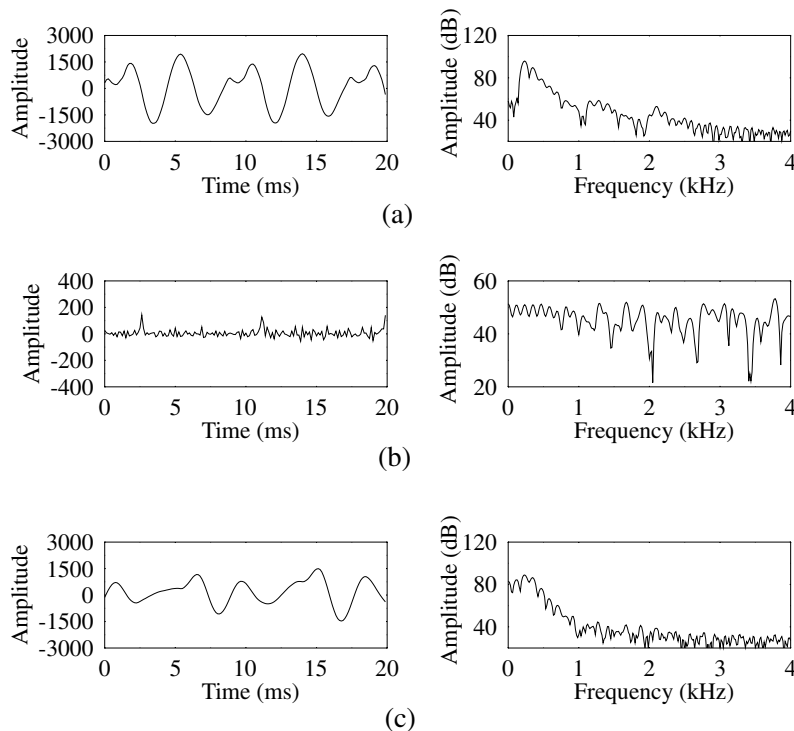 Amplitude
3000
1500
0
-1500
-3000
0 5 10 15 20
Time (ms)
Amplitude (dB)
120
80
40
0 1 2 3 4
Frequency (kHz)
(a)
Amplitude
400
200
0
-200
-400
0 5 10 15 20
Time (ms)
Amplitude (dB)
60
40
20
0 1 2 3 4
Frequency (kHz)
(b)
Amplitude
3000
1500
0
-1500
-3000
0 5 10 15 20
Time (ms)
Amplitude (dB)
120
80
40
0 1 2 3 4
Frequency (kHz)
(c)